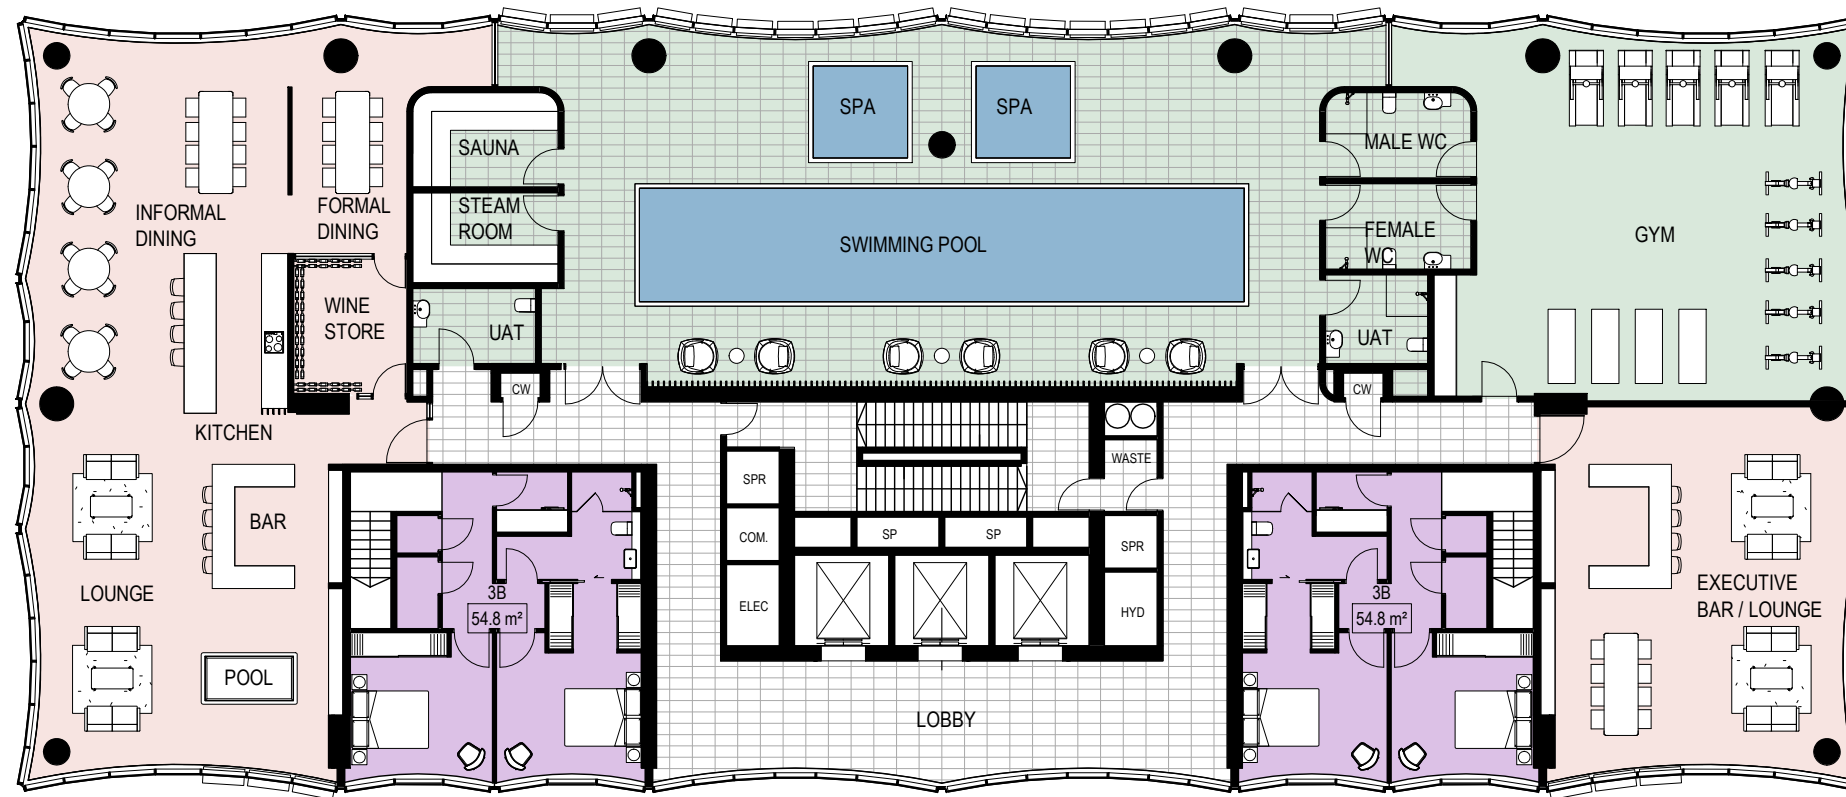 SPA
SPA
SAUNA
MALE WC
STEAM
ROOM
INFORMAL
DINING
FORMAL
DINING
FEMALE
WC
SWIMMING POOL
GYM
WINE
STORE
UAT
UAT
CW
CW
KITCHEN
WASTE
SPR
BAR
COM.
SP
SP
SPR
LOUNGE
3B
54.8 m²
ELEC
HYD
3B
54.8 m²
EXECUTIVE
BAR / LOUNGE
POOL
LOBBY